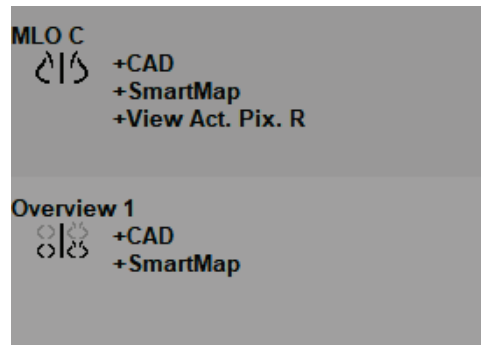 MLO C
+CAD
+SmartMap
+View Act. Pix. R
Overview 1
+CAD
+SmartMap